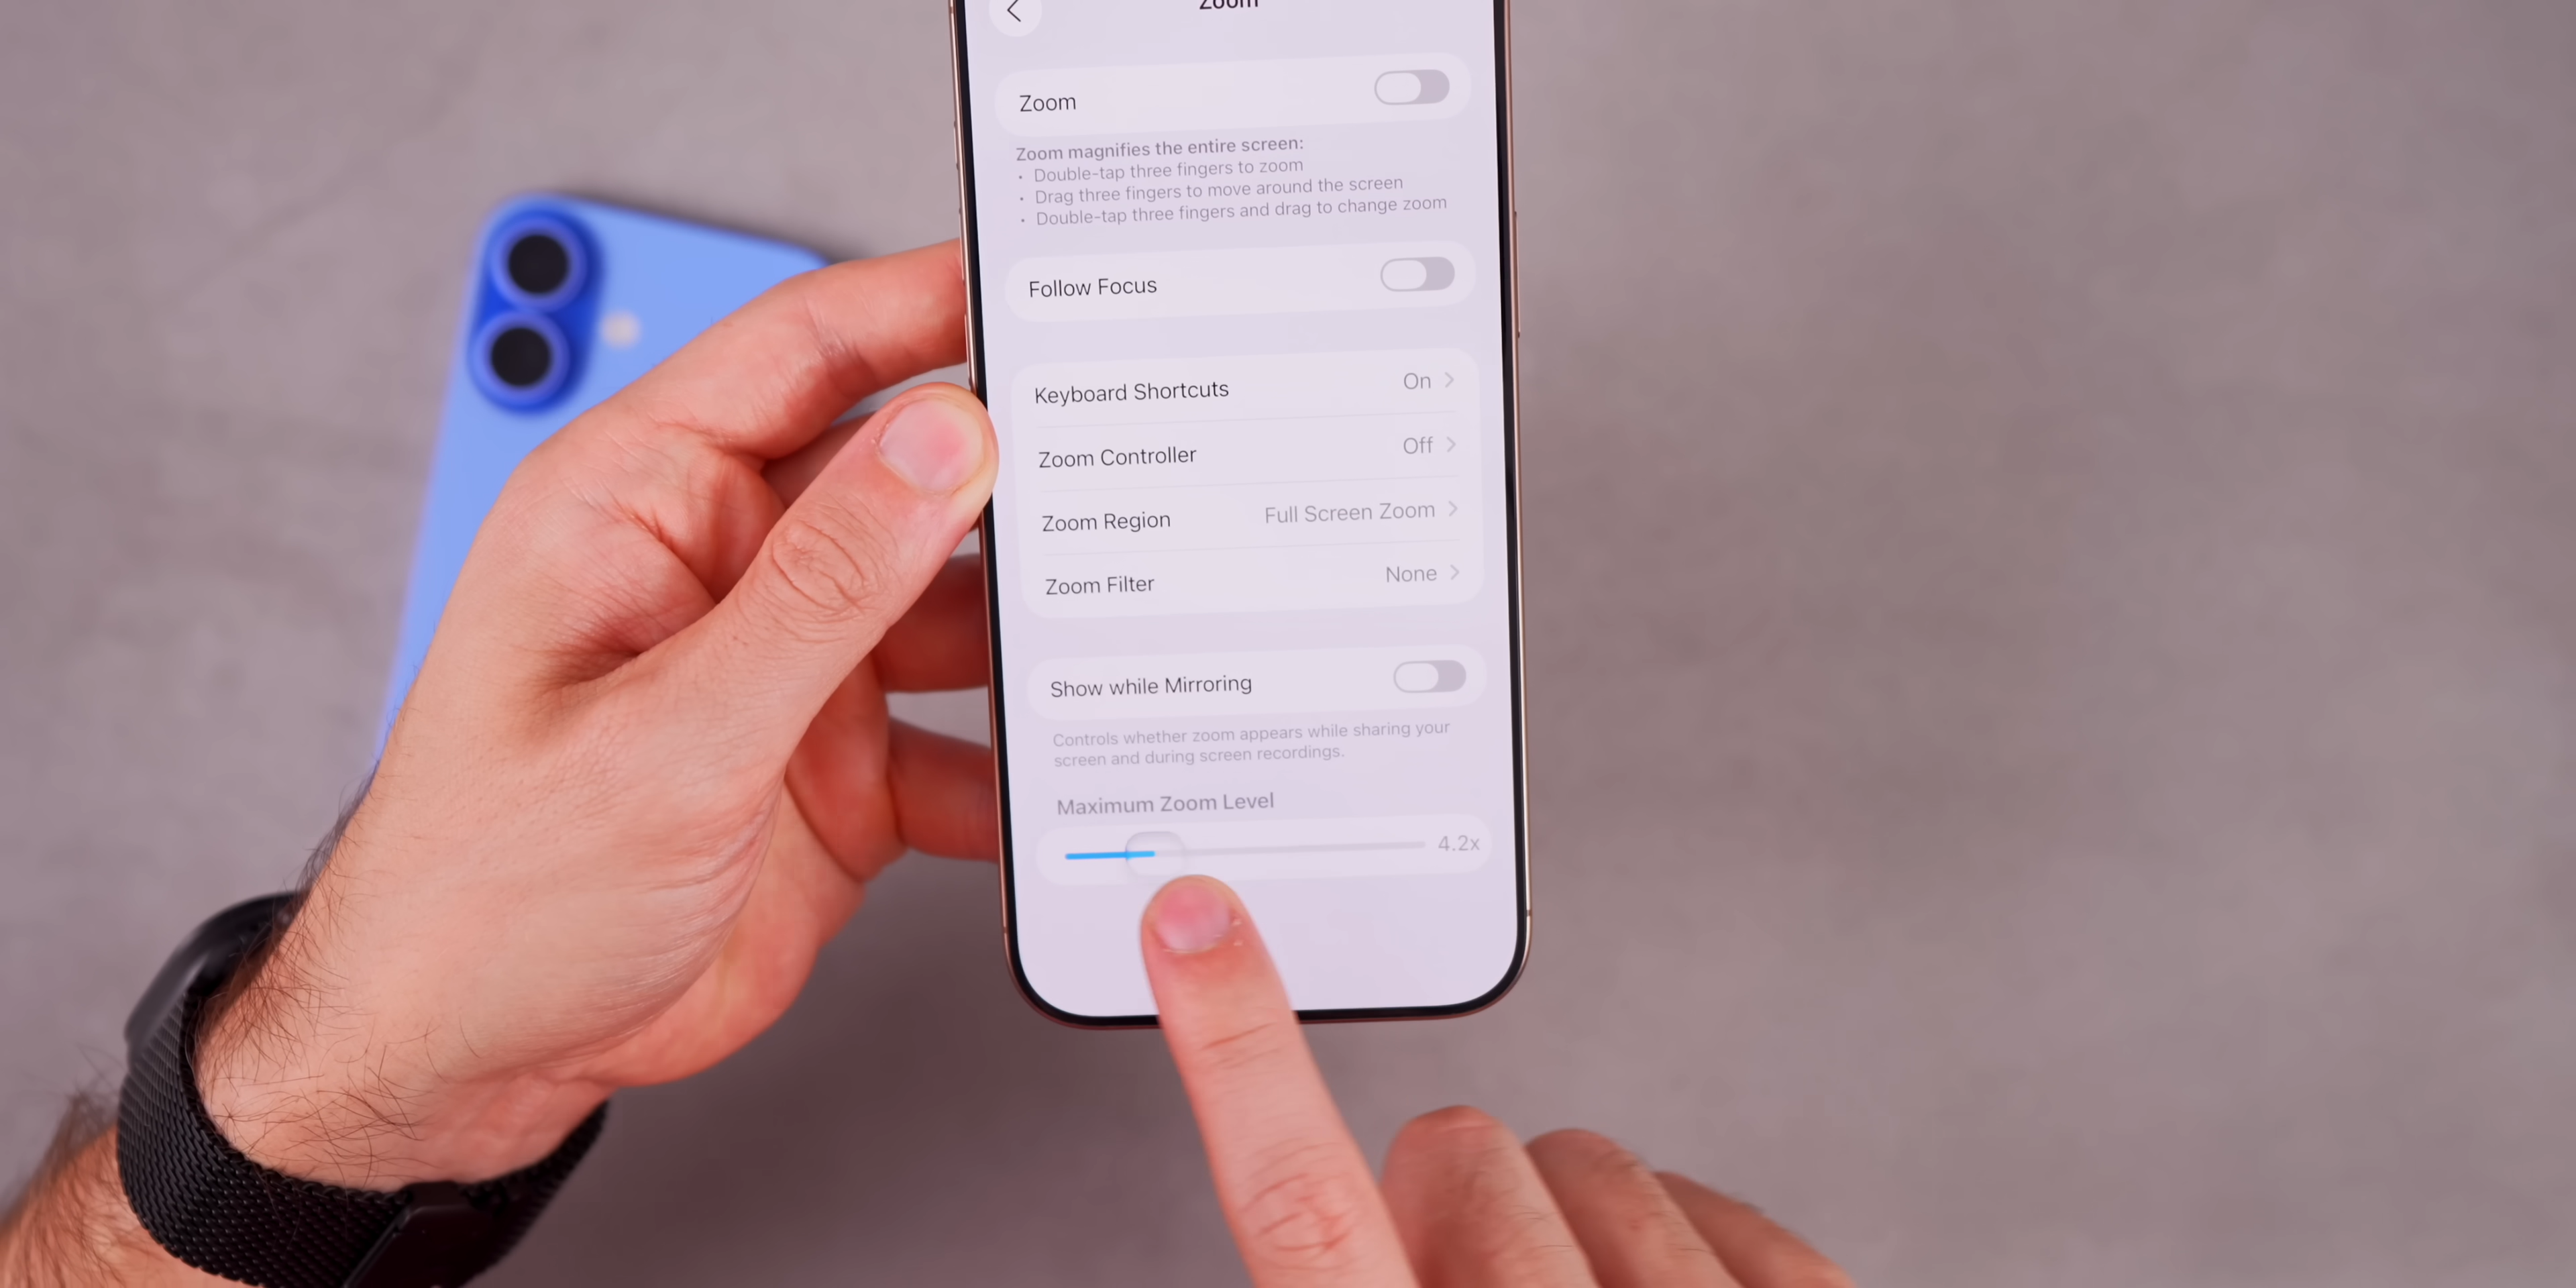 Zoom
Zoom
Zoom magnifies the entire screen:
• Double-tap three fingers to zoom
• Drag three fingers to move around the screen
• Double-tap three fingers and drag to change zoom
Follow Focus
Keyboard Shortcuts On
Zoom Controller Off
Zoom Region Full Screen Zoom
Zoom Filter None
Show while Mirroring
Controls whether zoom appears while sharing your
screen and during screen recordings.
Maximum Zoom Level
4.2x